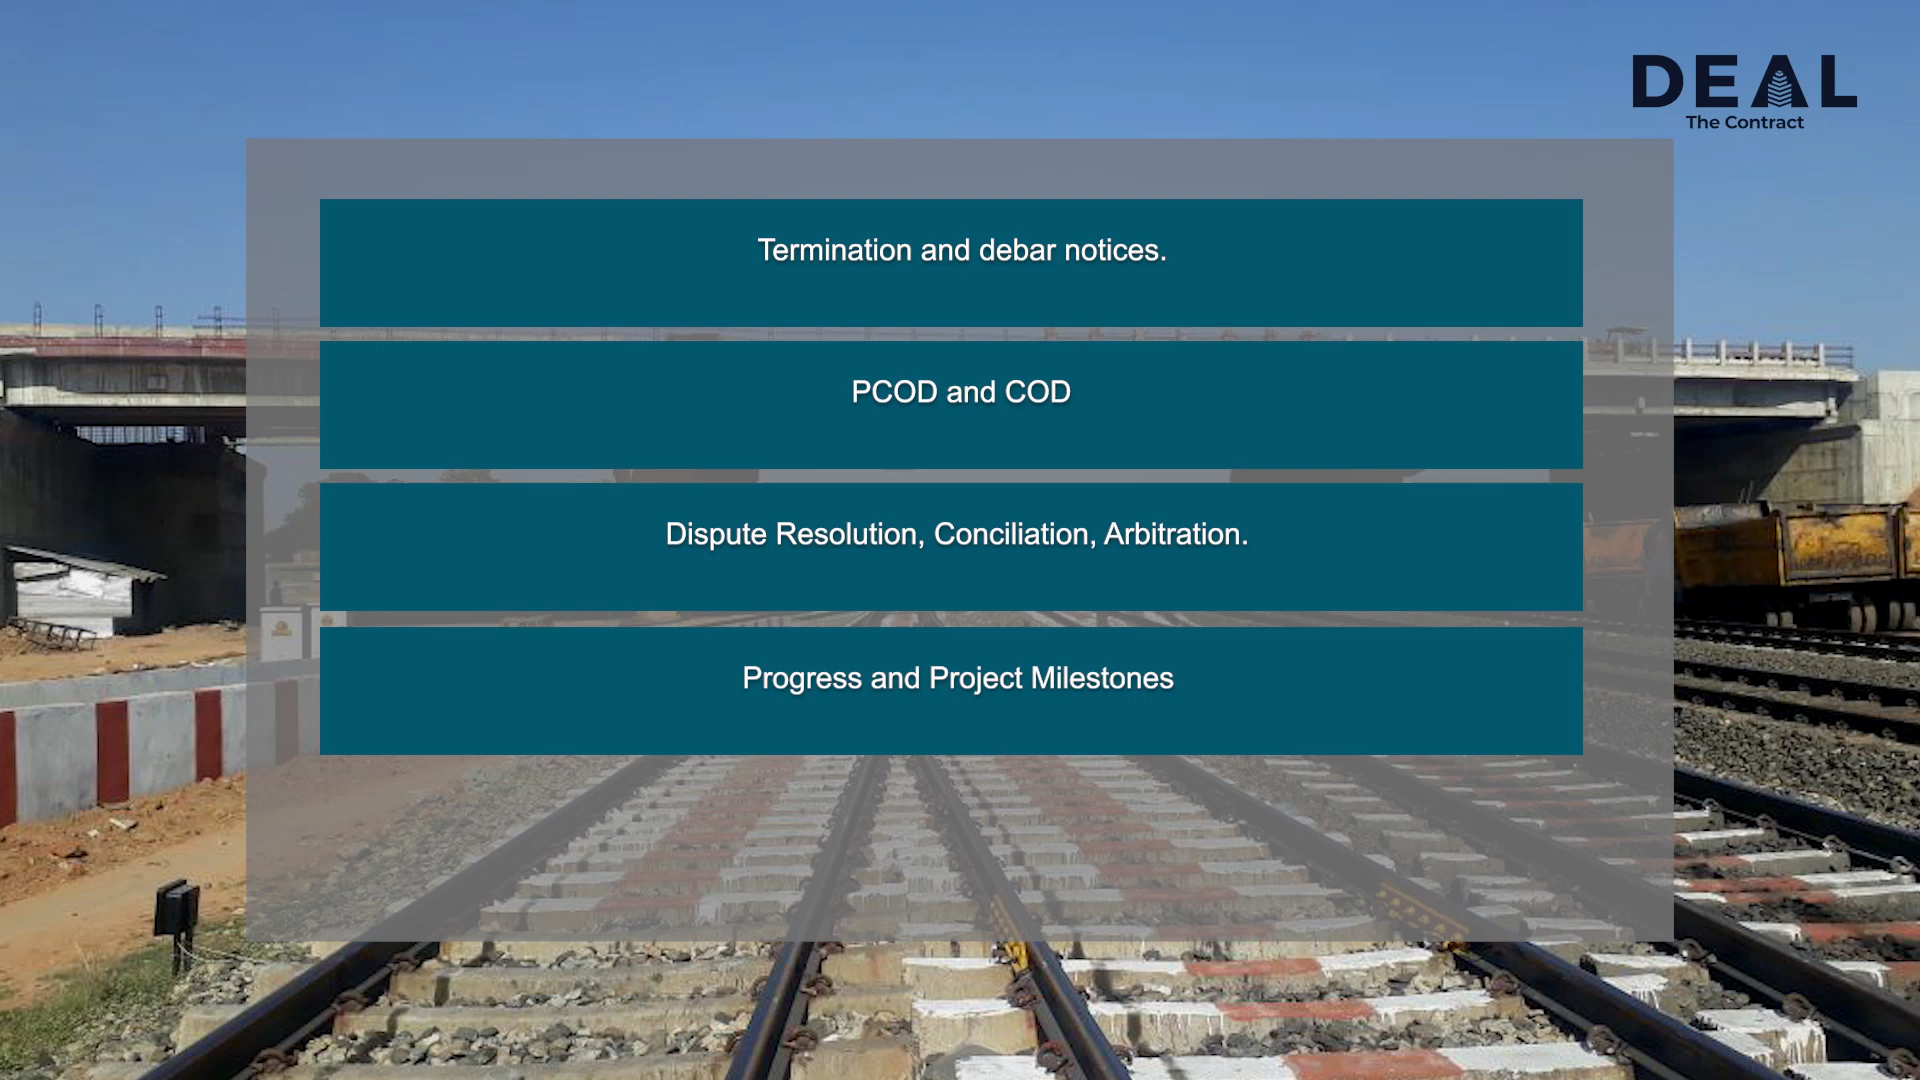 DEAL
The Contract
Termination and debar notices.
PCOD and COD
Dispute Resolution, Conciliation, Arbitration.
Progress and Project Milestones